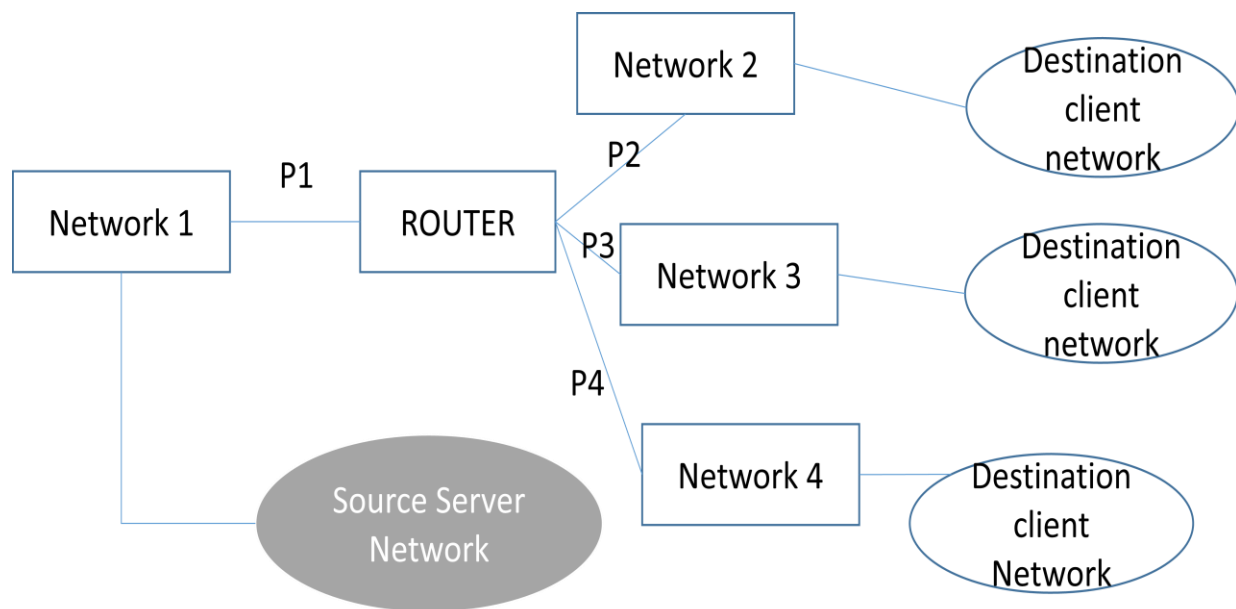 Network 2
Destination
client
network
P2
P1
Network 1
ROUTER
P3
Network 3
Destination
client
network
P4
Network 4
Destination
client
Network
Source Server
Network